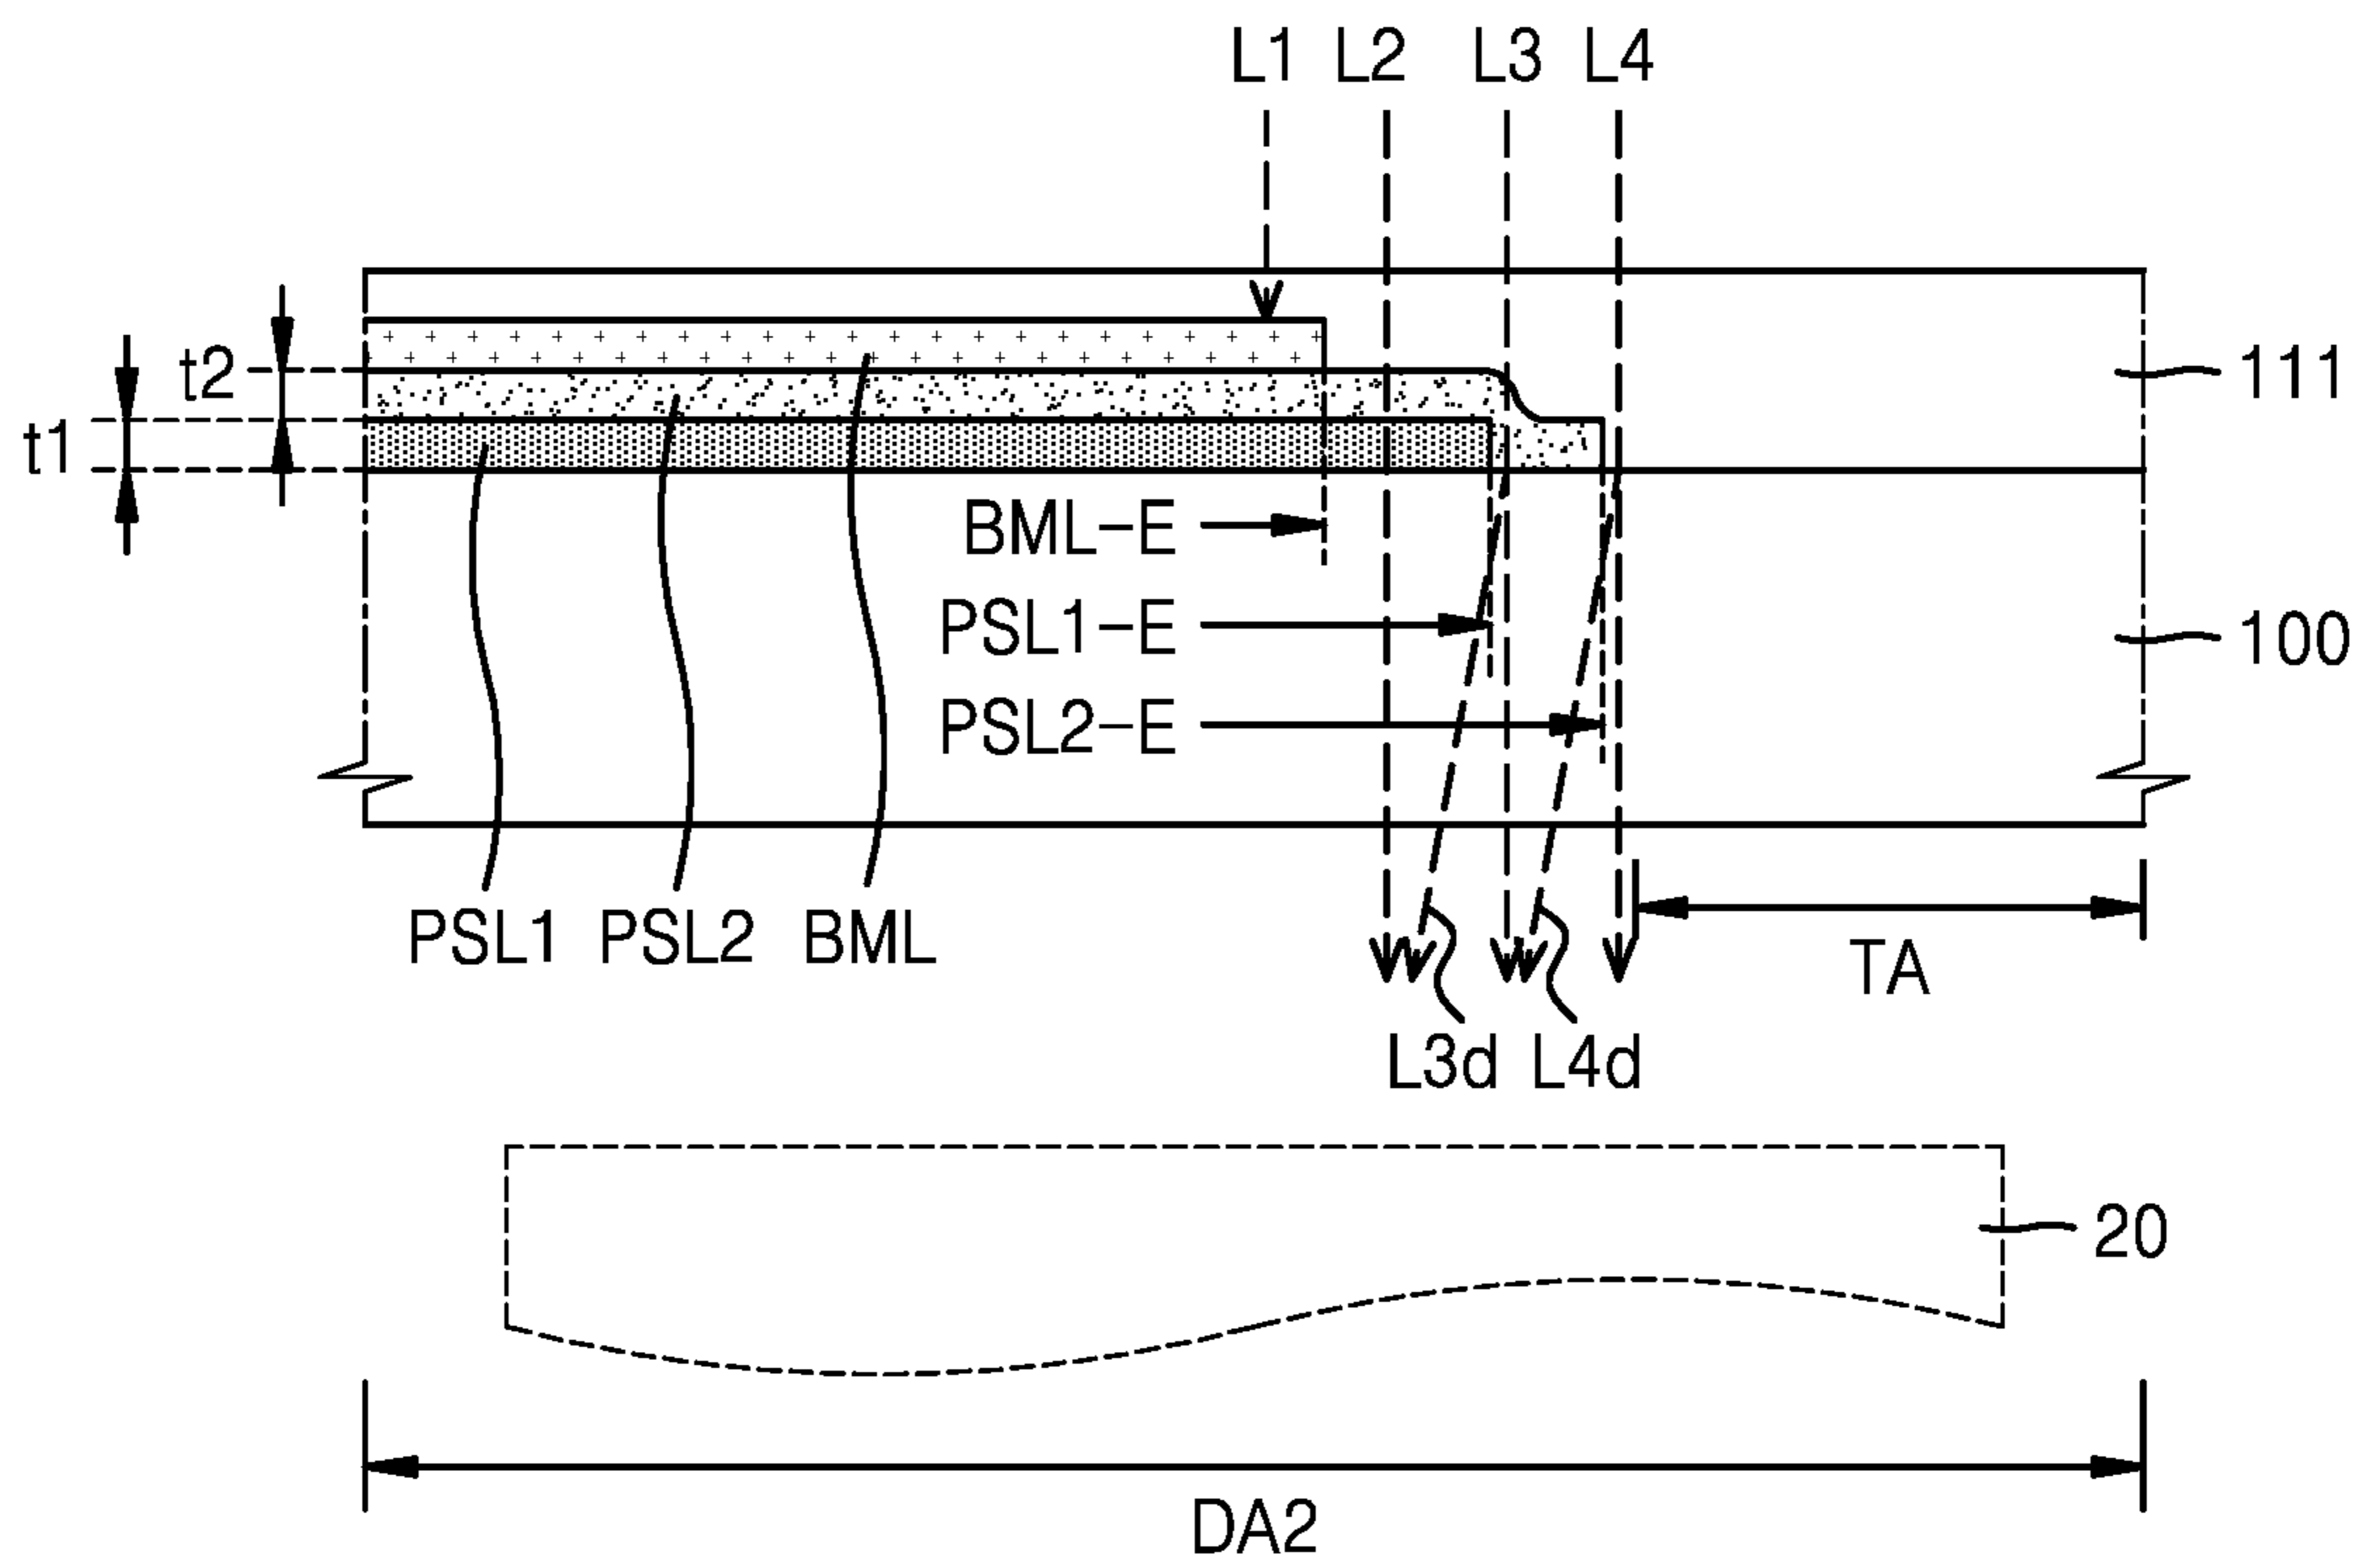 L1 L2 L3 L4
t2
111
t1
BML-E
PSL1-E
100
PSL2-E
PSL1 PSL2 BML
TA
L3d L4d
20
DA2